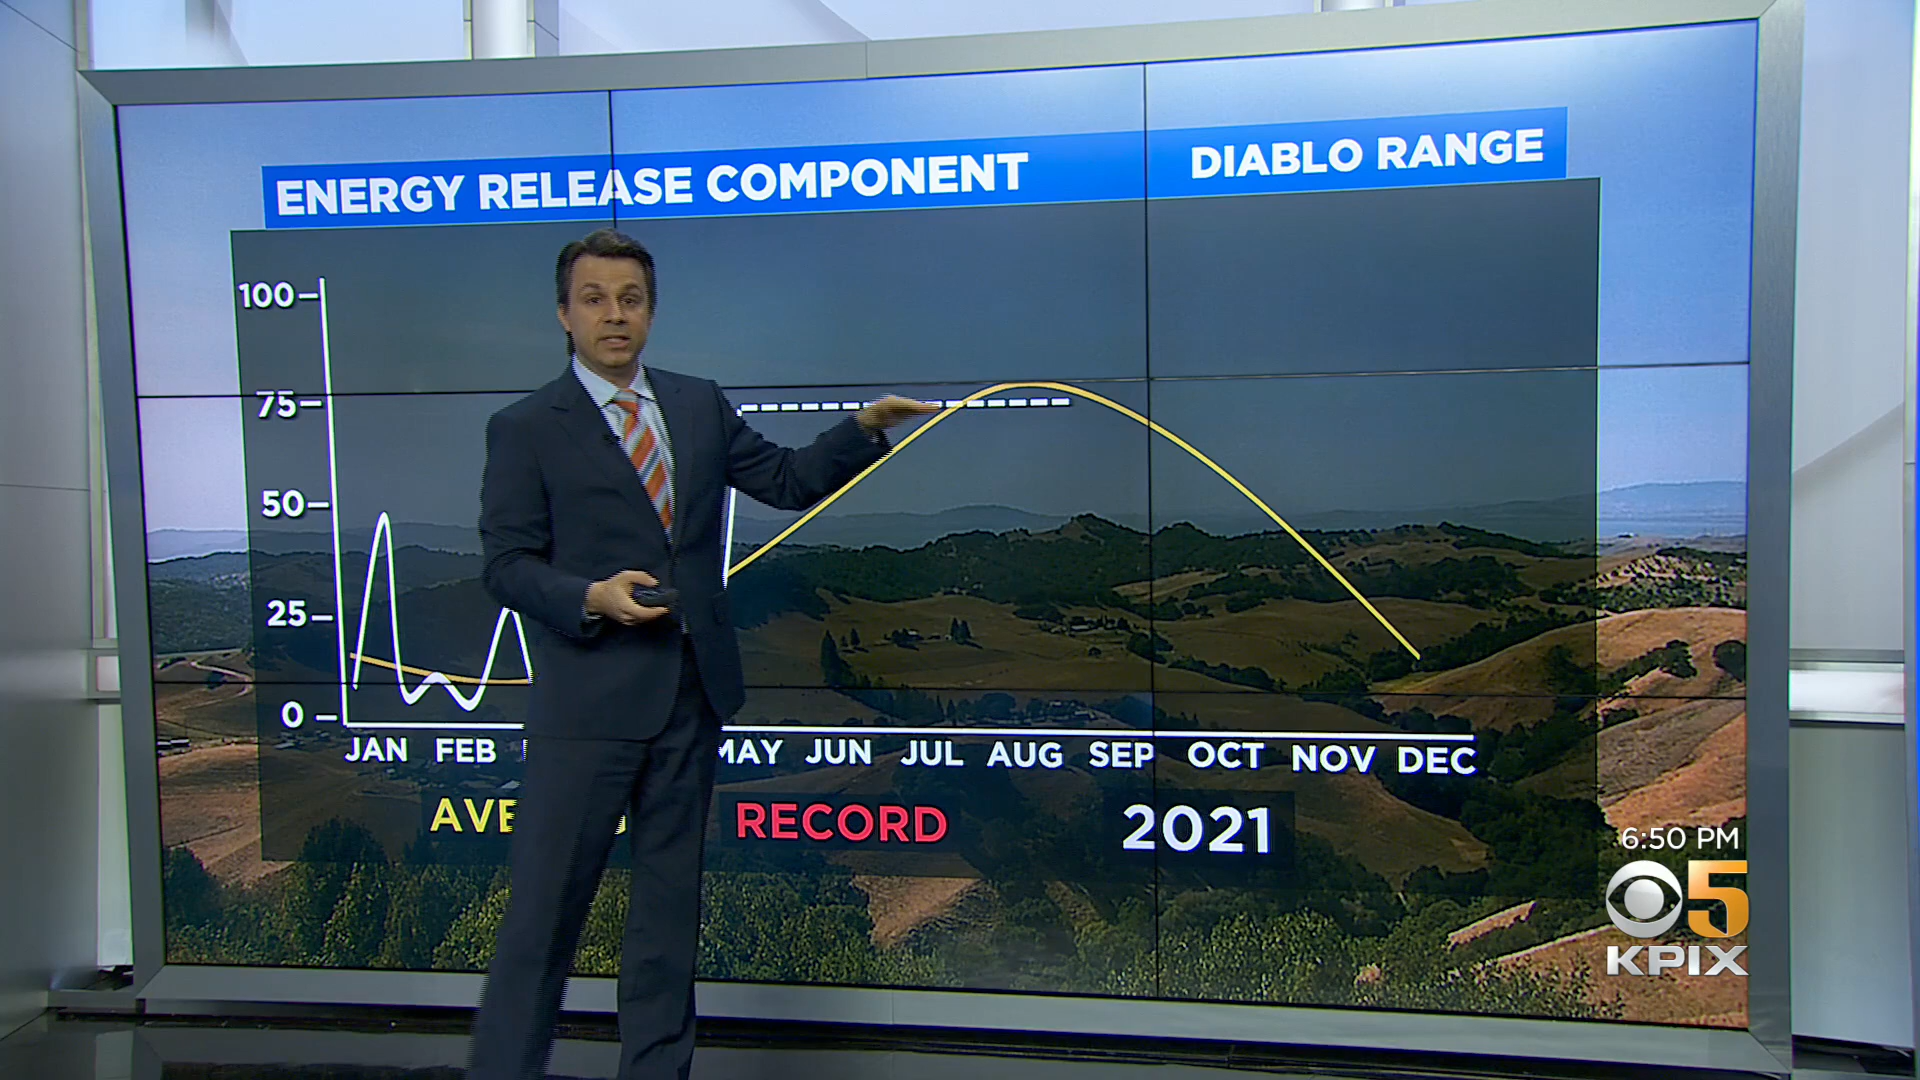 ENERGY RELEASE COMPONENT DIABLO RANGE
100
75
50
25
0
JAN FEB MAY JUN JUL AUG SEP OCT NOV DEC
RECORD 2021
6:50 PM
5
KPIX